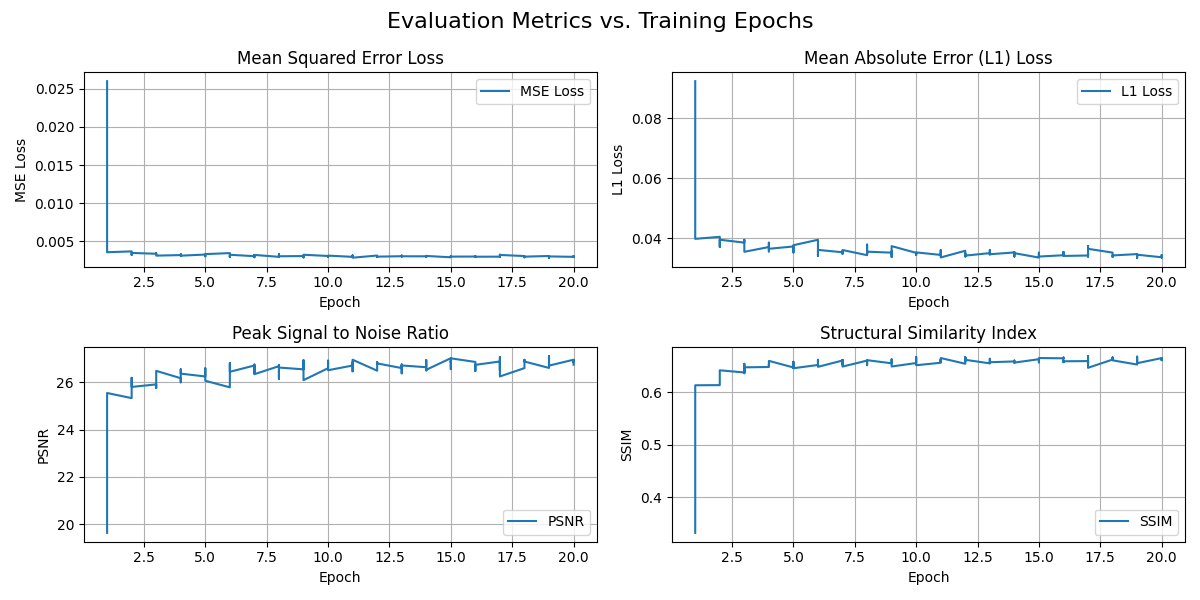 Evaluation Metrics vs. Training Epochs
Mean Squared Error Loss
MSE Loss
0.025
0.020
0.015
0.010
0.005
MSE Loss
2.5 5.0 7.5 10.0 12.5 15.0 17.5 20.0
Epoch
Mean Absolute Error (L1) Loss
L1 Loss
0.08
0.06
0.04
L1 Loss
2.5 5.0 7.5 10.0 12.5 15.0 17.5 20.0
Epoch
Peak Signal to Noise Ratio
PSNR
26
24
22
20
PSNR
2.5 5.0 7.5 10.0 12.5 15.0 17.5 20.0
Epoch
Structural Similarity Index
SSIM
0.6
0.5
0.4
SSIM
2.5 5.0 7.5 10.0 12.5 15.0 17.5 20.0
Epoch